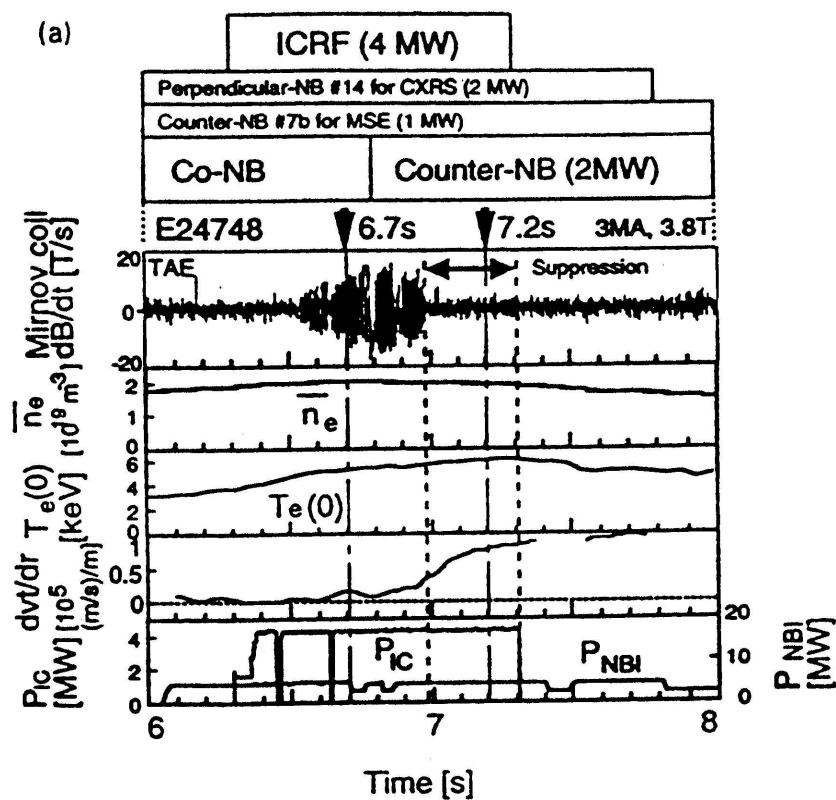 (a)
ICRF (4 MW)
Perpendicular-NB #14 for CXRS (2 MW)
Counter-NB #7b for MSE (1 MW)
Co-NB
Counter-NB (2MW)
E24748
6.7s
7.2s
3MA, 3.8T
Mirnov coil
dB/dt [T/s]
20
0
-20
TAE
Suppression
n̅e
[10¹⁹ m⁻³]
2
1
0
n̅e
Te(0)
[keV]
6
4
2
0
Te(0)
dvt/dr
[10⁵
(m/s)/m]
1
0.5
0
PIC
[MW]
4
2
0
PIC
PNBI
20
10
0
PNBI
[MW]
6
7
8
Time [s]